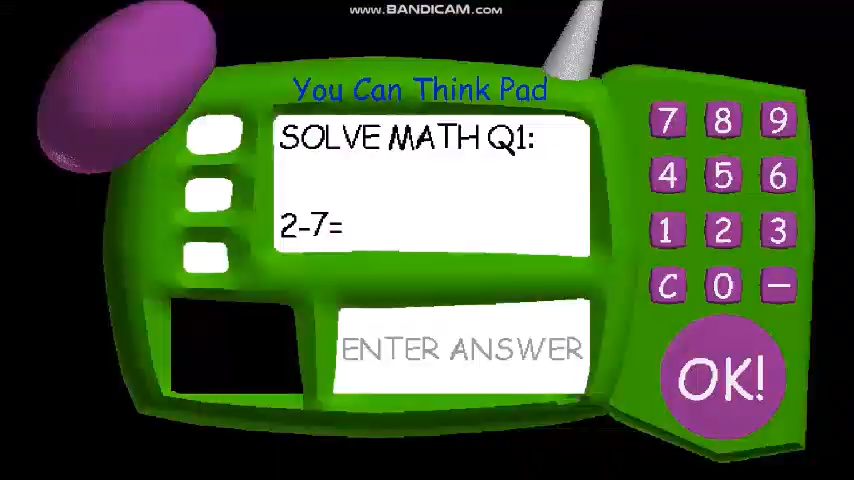 WWW.BANDICAM.COM
You Can Think Pad
SOLVE MATH Q1:
2-7=
ENTER ANSWER
7 8 9
4 5 6
1 2 3
C 0 –
OK!